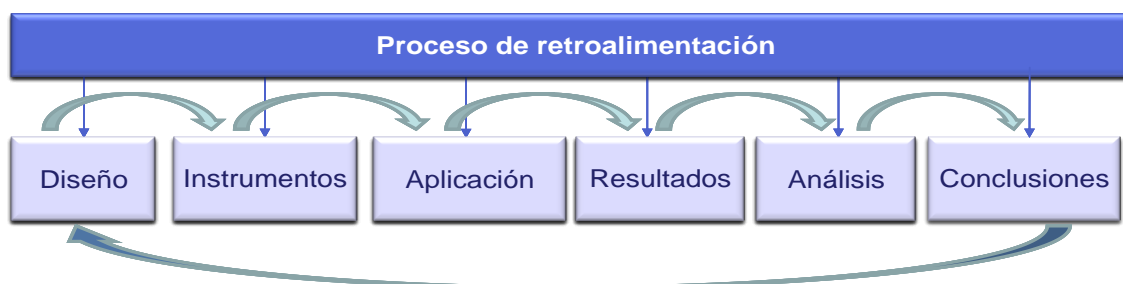 Proceso de retroalimentación
Diseño
Instrumentos
Aplicación
Resultados
Análisis
Conclusiones